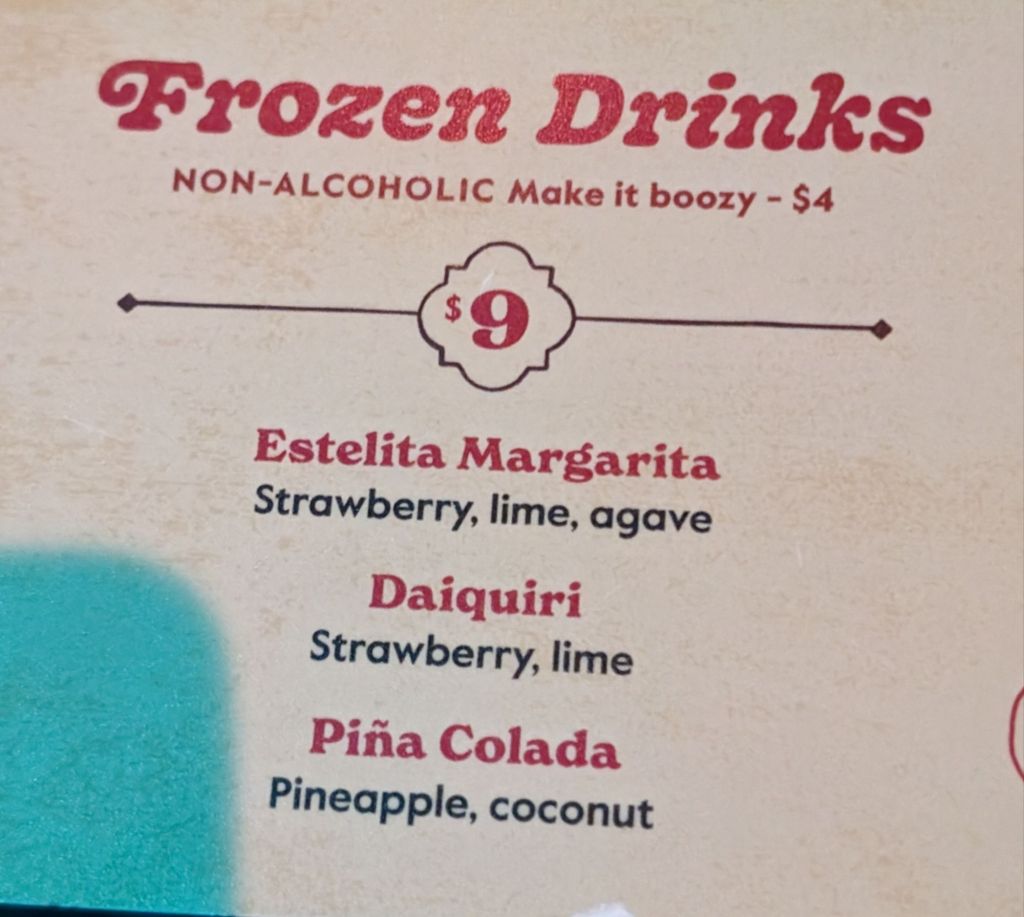 Frozen Drinks
NON-ALCOHOLIC Make it boozy - $4
$9
Estelita Margarita
Strawberry, lime, agave
Daiquiri
Strawberry, lime
Piña Colada
Pineapple, coconut